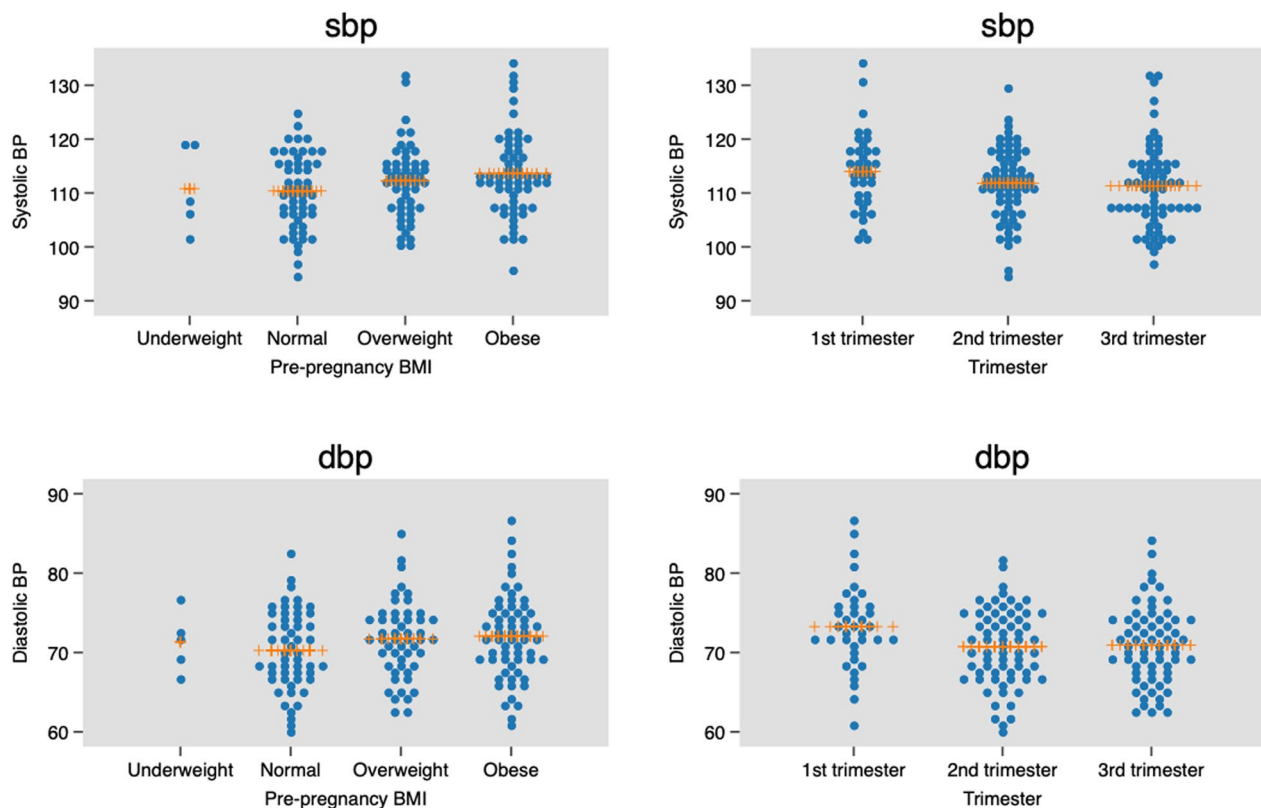 sbp
Systolic BP
130
120
110
100
90
Underweight Normal Overweight Obese
Pre-pregnancy BMI
sbp
Systolic BP
130
120
110
100
90
1st trimester 2nd trimester 3rd trimester
Trimester
dbp
Diastolic BP
90
80
70
60
Underweight Normal Overweight Obese
Pre-pregnancy BMI
dbp
Diastolic BP
90
80
70
60
1st trimester 2nd trimester 3rd trimester
Trimester